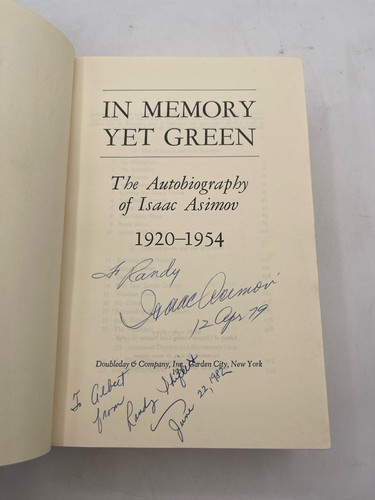 IN MEMORY
YET GREEN
The Autobiography
of Isaac Asimov
1920–1954
To Randy
Isaac Asimov
12 Apr 79
Doubleday & Company, Inc., Garden City, New York
To Albert
from
Randy
June 22, 1982